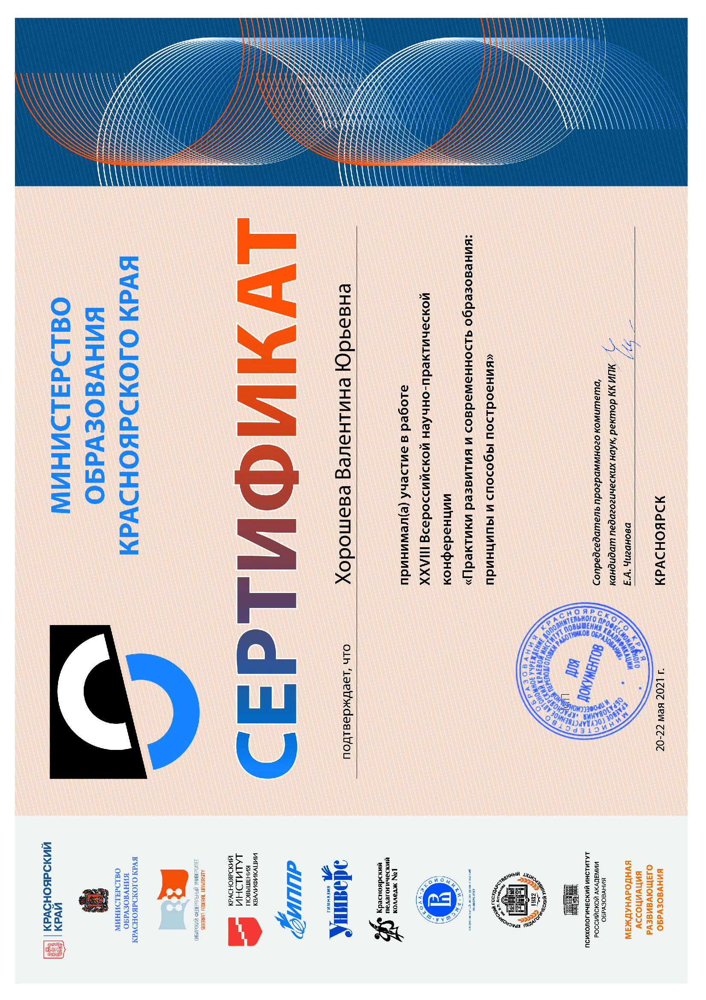 КРАСНОЯРСКИЙ
КРАЙ
МИНИСТЕРСТВО
ОБРАЗОВАНИЯ
КРАСНОЯРСКОГО КРАЯ
СИБИРСКИЙ ФЕДЕРАЛЬНЫЙ УНИВЕРСИТЕТ
SIBERIAN FEDERAL UNIVERSITY
КРАСНОЯРСКИЙ
ИНСТИТУТ
ПОВЫШЕНИЯ
КВАЛИФИКАЦИИ
СИППР
ГИМНАЗИЯ
Универс
Красноярский
педагогический
колледж №1
ВЫСШАЯ·ШКОЛА·ЭКОНОМИКИ
НАЦИОНАЛЬНЫЙ ИССЛЕДОВАТЕЛЬСКИЙ
УНИВЕРСИТЕТ
КРАСНОЯРСКИЙ ГОСУДАРСТВЕННЫЙ
ПЕДАГОГИЧЕСКИЙ УНИВЕРСИТЕТ
им. В.П. Астафьева
1932
ПСИХОЛОГИЧЕСКИЙ ИНСТИТУТ
РОССИЙСКОЙ АКАДЕМИИ
ОБРАЗОВАНИЯ
МЕЖДУНАРОДНАЯ
АССОЦИАЦИЯ
РАЗВИВАЮЩЕГО
ОБРАЗОВАНИЯ
МИНИСТЕРСТВО
ОБРАЗОВАНИЯ
КРАСНОЯРСКОГО КРАЯ
СЕРТИФИКАТ
подтверждает, что Хорошева Валентина Юрьевна
принимал(а) участие в работе
XXVIII Всероссийской научно-практической
конференции
«Практики развития и современность образования:
принципы и способы построения»
МИНИСТЕРСТВО ОБРАЗОВАНИЯ КРАСНОЯРСКОГО КРАЯ
КРАЕВОЕ ГОСУДАРСТВЕННОЕ АВТОНОМНОЕ УЧРЕЖДЕНИЕ ДОПОЛНИТЕЛЬНОГО ПРОФЕССИОНАЛЬНОГО
ОБРАЗОВАНИЯ «КРАСНОЯРСКИЙ КРАЕВОЙ ИНСТИТУТ ПОВЫШЕНИЯ КВАЛИФИКАЦИИ
И ПРОФЕССИОНАЛЬНОЙ ПЕРЕПОДГОТОВКИ РАБОТНИКОВ ОБРАЗОВАНИЯ»
ДЛЯ
ДОКУМЕНТОВ
Сопредседатель программного комитета,
кандидат педагогических наук, ректор КК ИПК
Е.А. Чиганова
20-22 мая 2021 г.
КРАСНОЯРСК